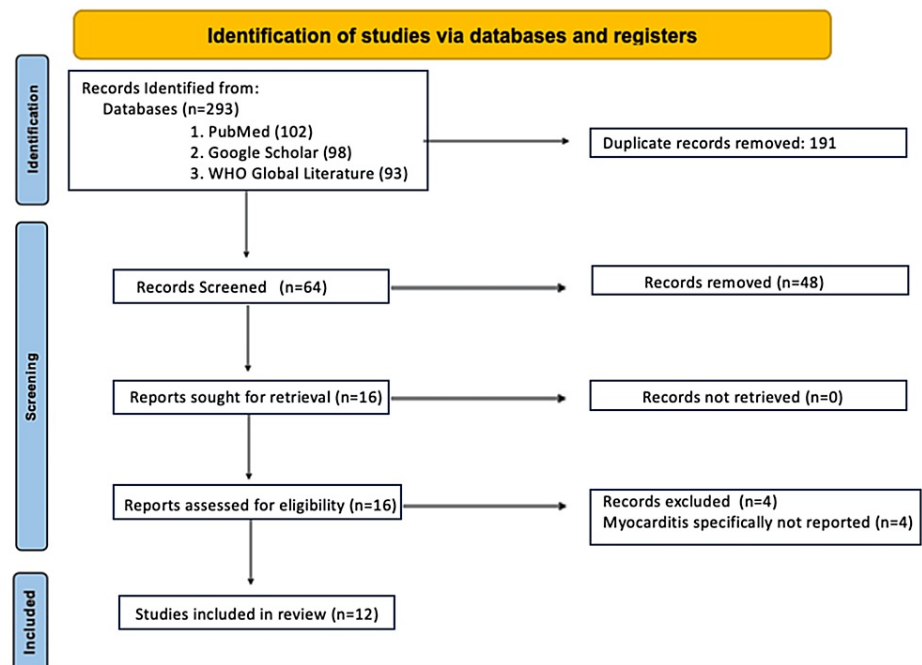 Identification of studies via databases and registers
Identification
Records Identified from:
Databases (n=293)
1. PubMed (102)
2. Google Scholar (98)
3. WHO Global Literature (93)
Duplicate records removed: 191
Screening
Records Screened (n=64)
Records removed (n=48)
Reports sought for retrieval (n=16)
Records not retrieved (n=0)
Reports assessed for eligibility (n=16)
Records excluded (n=4)
Myocarditis specifically not reported (n=4)
Included
Studies included in review (n=12)